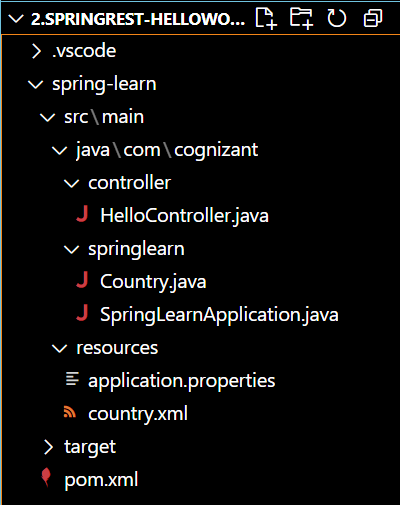 2.SPRINGREST-HELLOWO...
.vscode
spring-learn
src\main
java\com\cognizant
controller
HelloController.java
springlearn
Country.java
SpringLearnApplication.java
resources
application.properties
country.xml
target
pom.xml